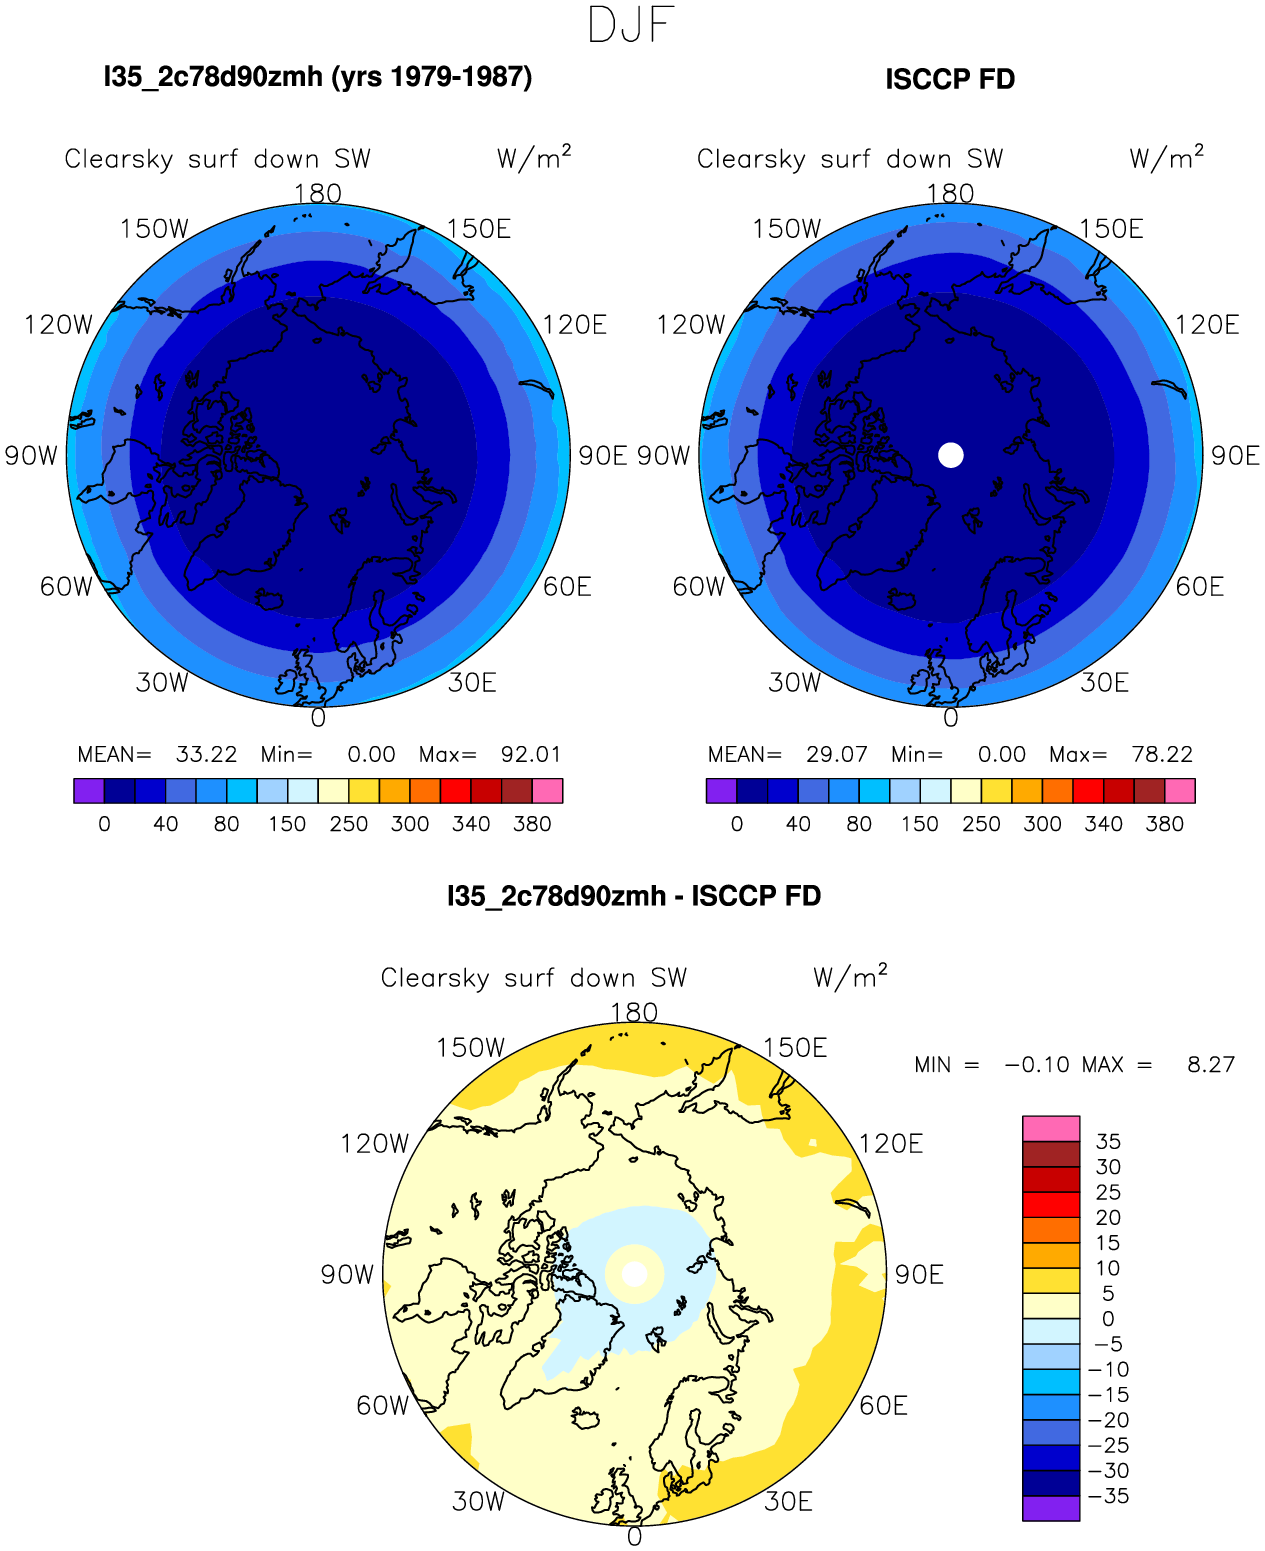 DJF
I35_2c78d90zmh (yrs 1979-1987)
ISCCP FD
Clearsky surf down SW W/m²
Clearsky surf down SW W/m²
180
180
150W 150E
150W 150E
120W 120E
120W 120E
90W 90E
90W 90E
60W 60E
60W 60E
30W 30E
30W 30E
0
0
MEAN= 33.22 Min= 0.00 Max= 92.01
MEAN= 29.07 Min= 0.00 Max= 78.22
0 40 80 150 250 300 340 380
0 40 80 150 250 300 340 380
I35_2c78d90zmh - ISCCP FD
Clearsky surf down SW W/m²
180
150W 150E
MIN = −0.10 MAX = 8.27
120W 120E
90W 90E
60W 60E
30W 30E
0
35
30
25
20
15
10
5
0
−5
−10
−15
−20
−25
−30
−35